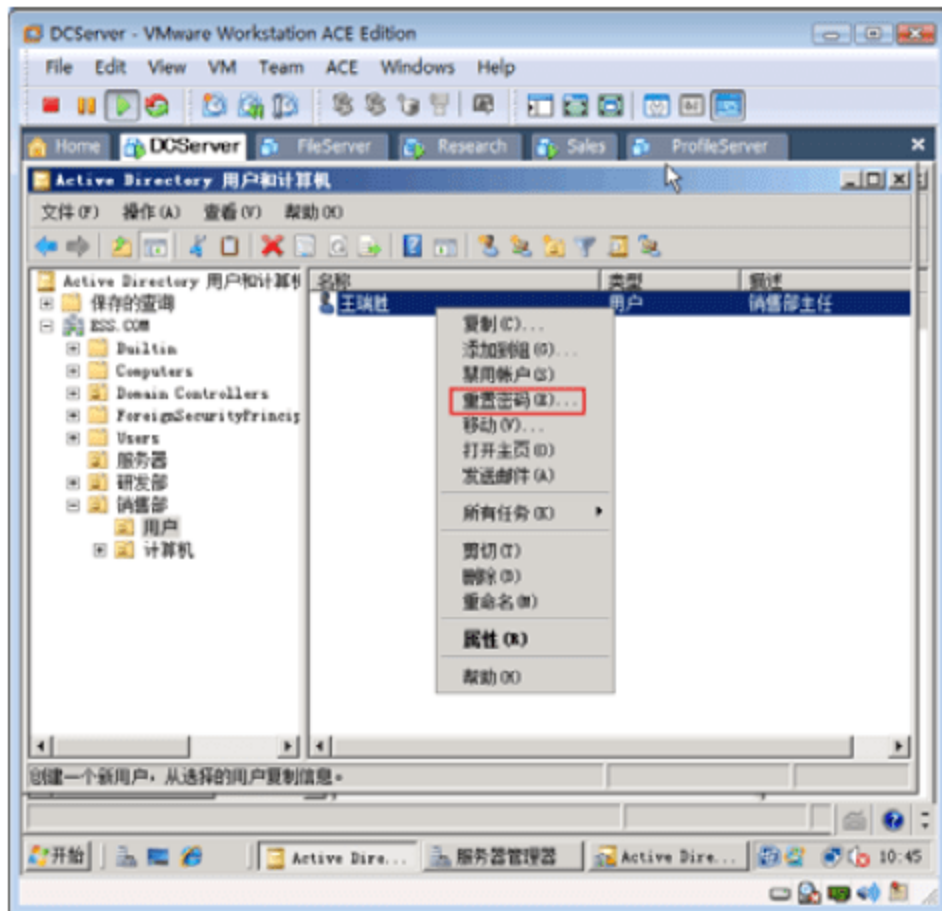 DCServer - VMware Workstation ACE Edition
File Edit View VM Team ACE Windows Help
Home DCServer FileServer Research Sales ProfileServer
Active Directory 用户和计算机
文件(F) 操作(A) 查看(V) 帮助(H)
Active Directory 用户和计算机
保存的查询
ESS.COM
Builtin
Computers
Domain Controllers
ForeignSecurityPrincip
Users
服务器
研发部
销售部
用户
计算机
名称 类型 描述
王瑞胜 用户 销售部主任
复制(C)...
添加到组(G)...
禁用帐户(S)
重置密码(E)...
移动(V)...
打开主页(O)
发送邮件(A)
所有任务(K)
剪切(T)
删除(D)
重命名(M)
属性(R)
帮助(H)
创建一个新用户,从选择的用户复制信息。
开始 Active Dire... 服务器管理器 Active Dire... 10:45